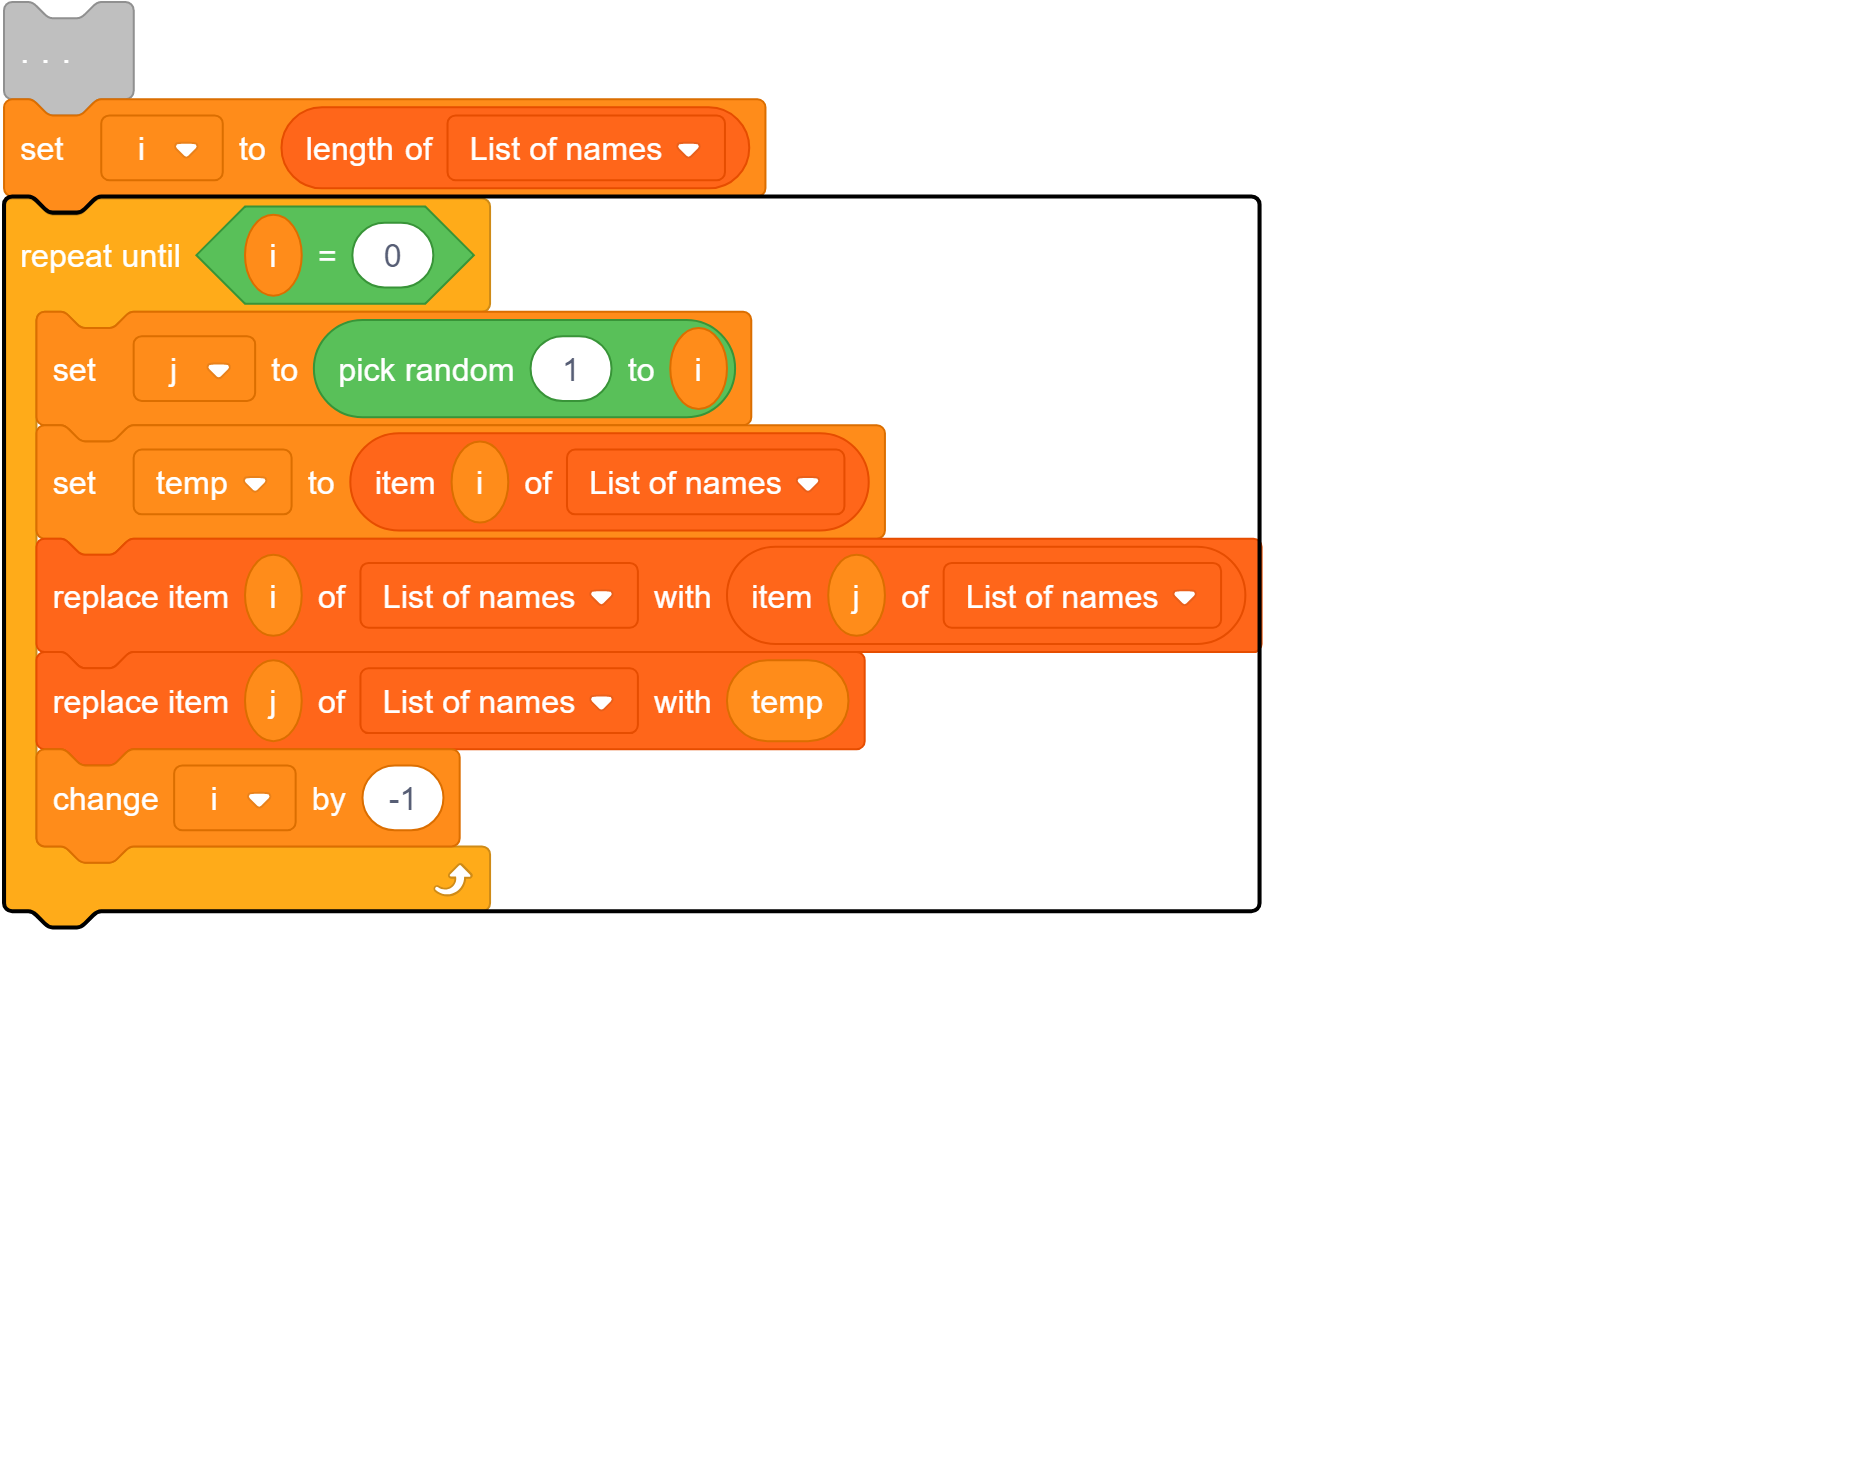 . . .
set i to length of List of names
repeat until i = 0
set j to pick random 1 to i
set temp to item i of List of names
replace item i of List of names with item j of List of names
replace item j of List of names with temp
change i by -1